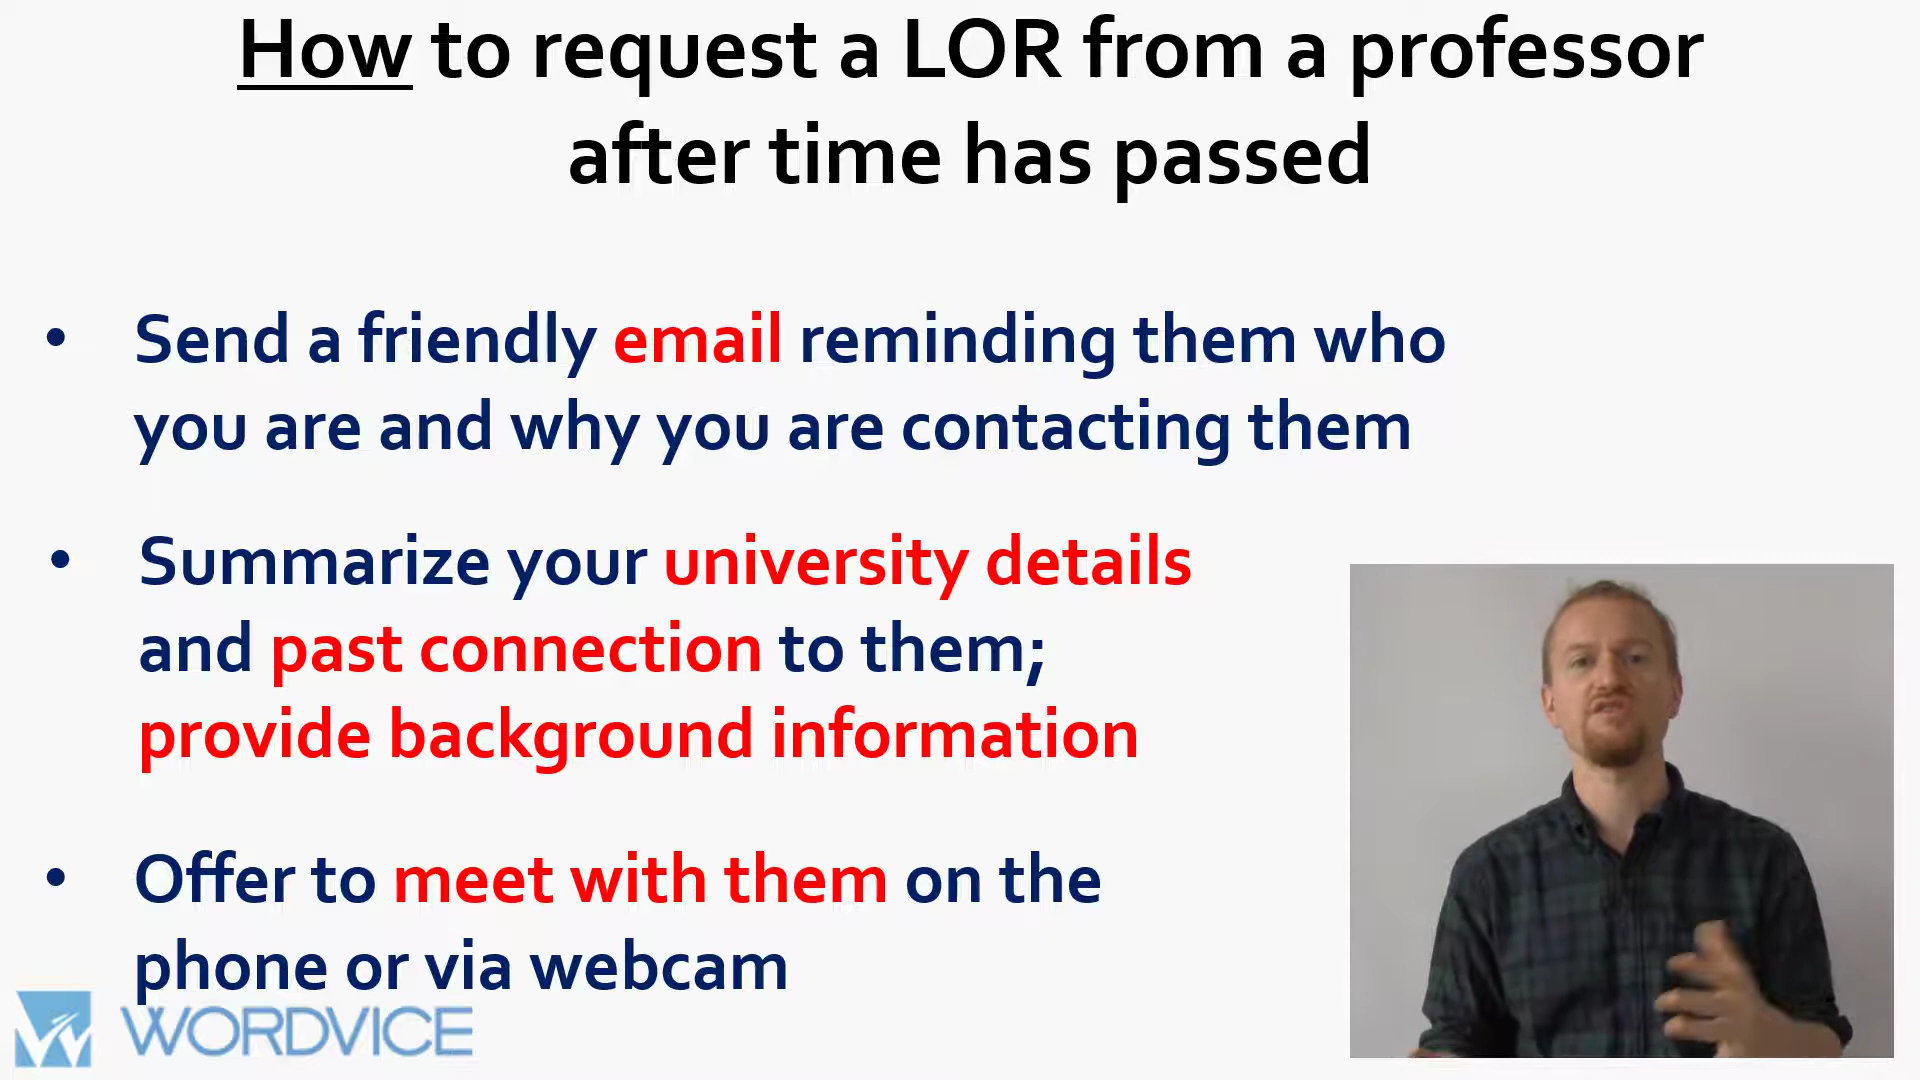 How to request a LOR from a professor
after time has passed
• Send a friendly email reminding them who
you are and why you are contacting them
• Summarize your university details
and past connection to them;
provide background information
• Offer to meet with them on the
phone or via webcam
WORDVICE